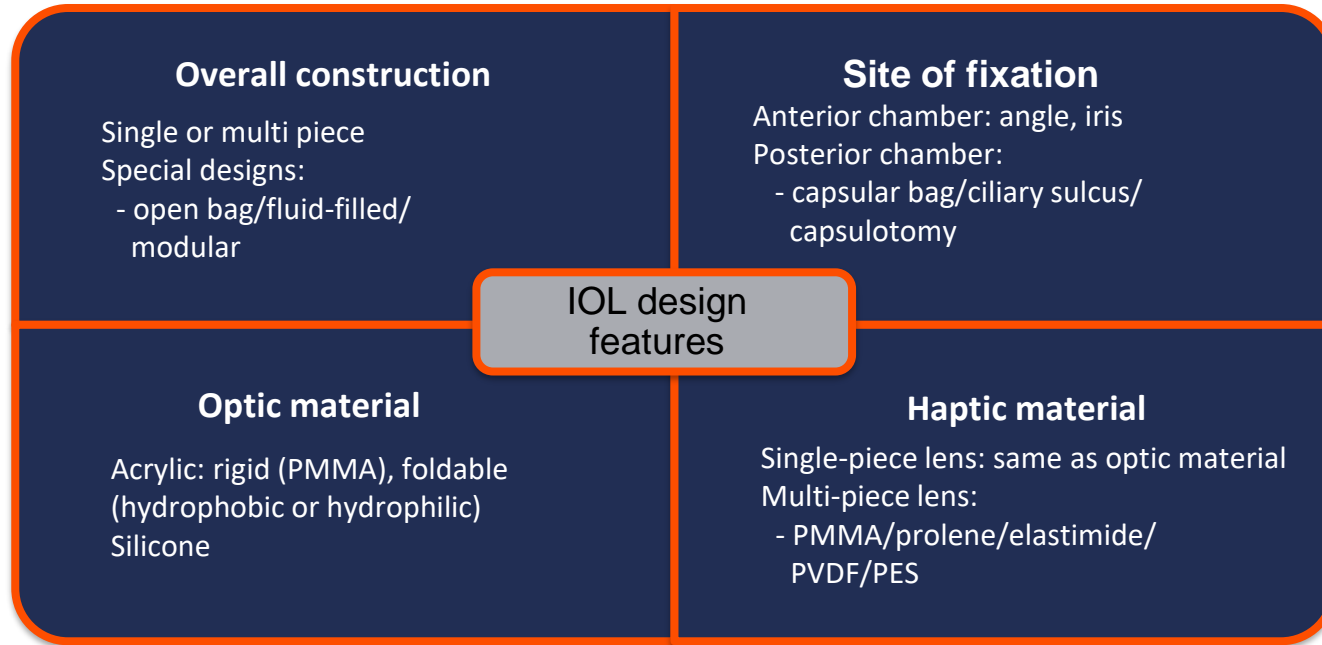 Overall construction
Single or multi piece
Special designs:
- open bag/fluid-filled/
modular
Site of fixation
Anterior chamber: angle, iris
Posterior chamber:
- capsular bag/ciliary sulcus/
capsulotomy
IOL design
features
Optic material
Acrylic: rigid (PMMA), foldable
(hydrophobic or hydrophilic)
Silicone
Haptic material
Single-piece lens: same as optic material
Multi-piece lens:
- PMMA/prolene/elastimide/
PVDF/PES